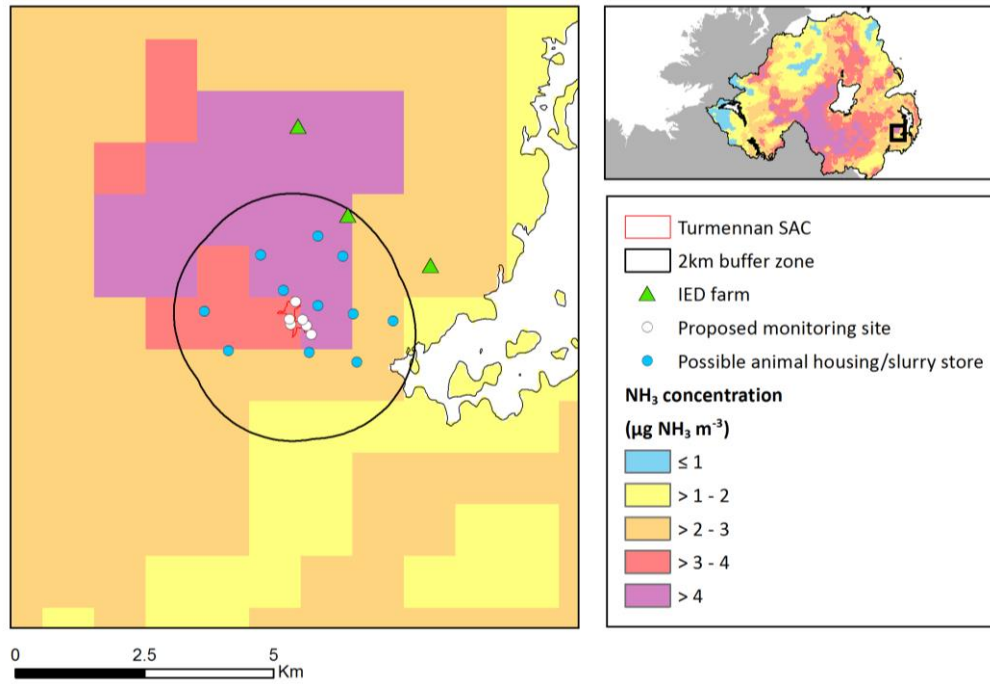 Turmennan SAC
2km buffer zone
IED farm
Proposed monitoring site
Possible animal housing/slurry store
NH₃ concentration
(µg NH₃ m⁻³)
≤ 1
> 1 - 2
> 2 - 3
> 3 - 4
> 4
0 2.5 5
Km